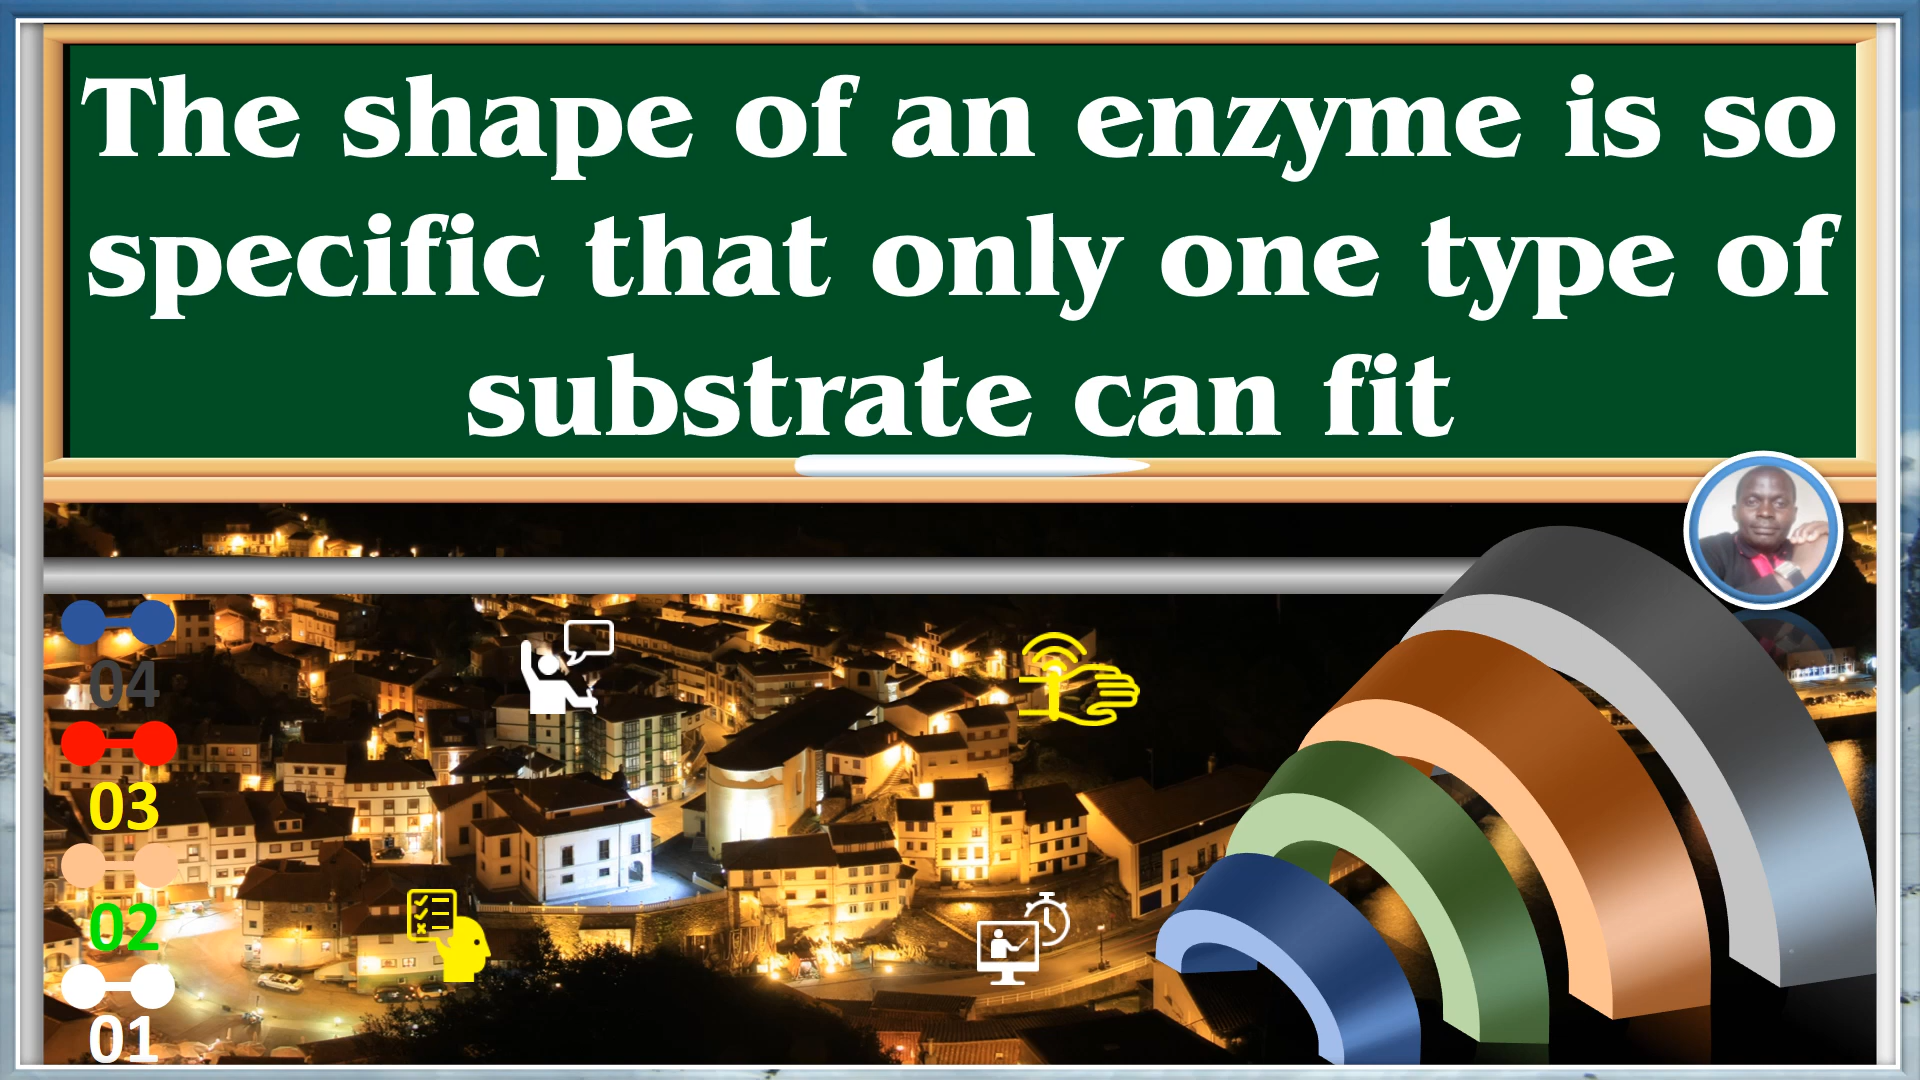 The shape of an enzyme is so
specific that only one type of
substrate can fit
04
03
02
01